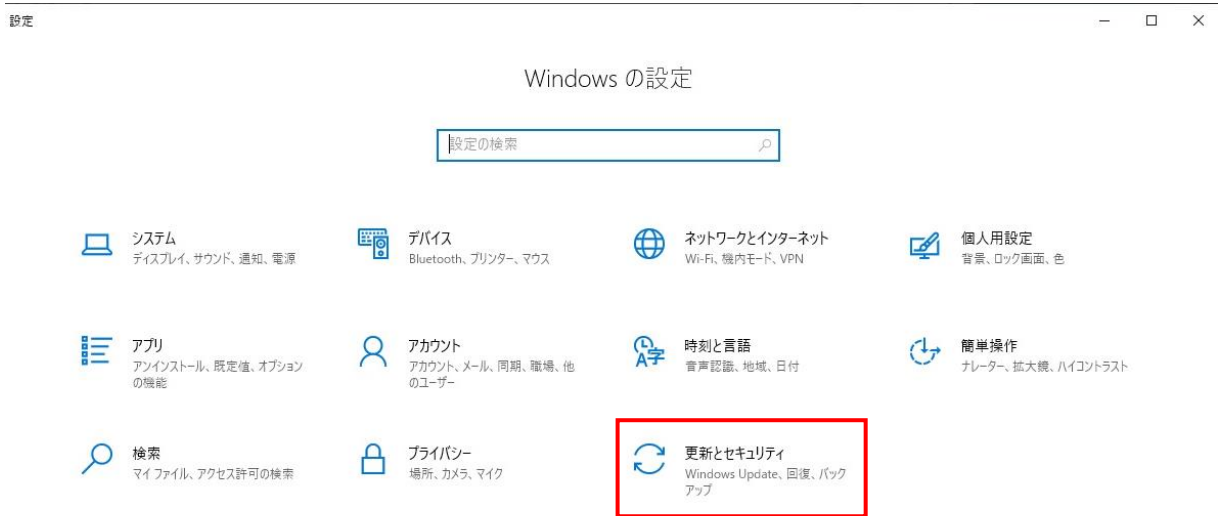 設定
Windows の設定
設定の検索
システム
ディスプレイ、サウンド、通知、電源
デバイス
Bluetooth、プリンター、マウス
ネットワークとインターネット
Wi-Fi、機内モード、VPN
個人用設定
背景、ロック画面、色
アプリ
アンインストール、既定値、オプション
の機能
アカウント
アカウント、メール、同期、職場、他
のユーザー
時刻と言語
音声認識、地域、日付
簡単操作
ナレーター、拡大鏡、ハイコントラスト
検索
マイ ファイル、アクセス許可の検索
プライバシー
場所、カメラ、マイク
更新とセキュリティ
Windows Update、回復、バック
アップ